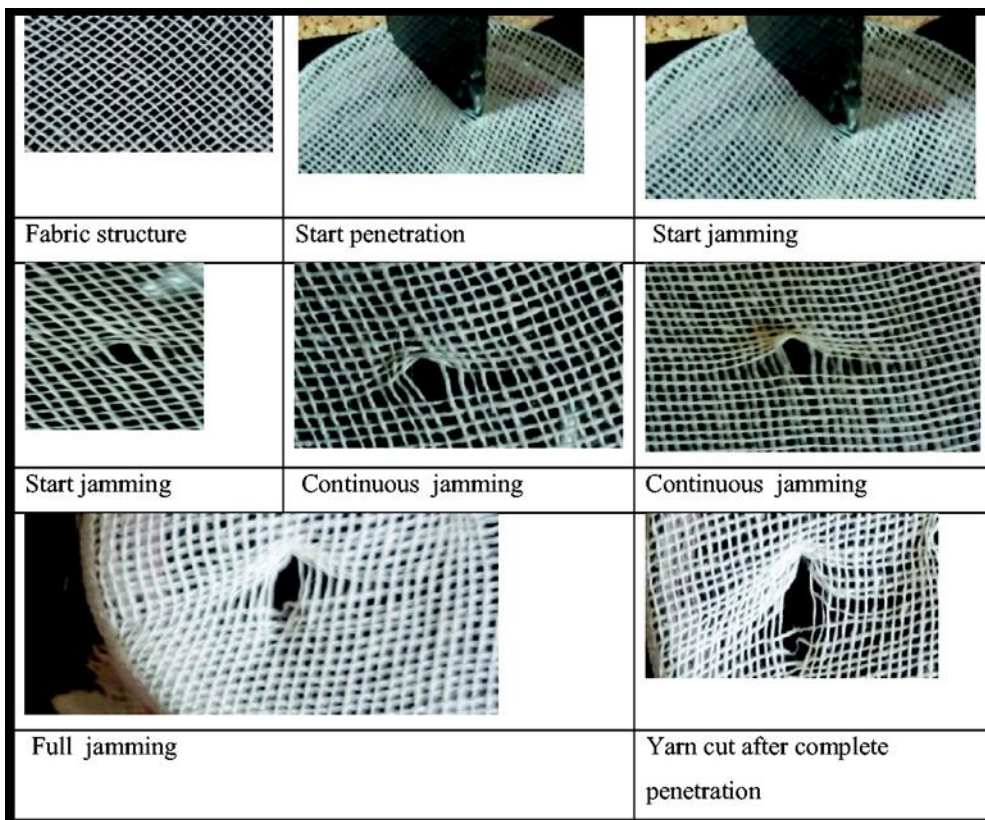 Fabric structure
Start penetration
Start jamming
Start jamming
Continuous jamming
Continuous jamming
Full jamming
Yarn cut after complete
penetration